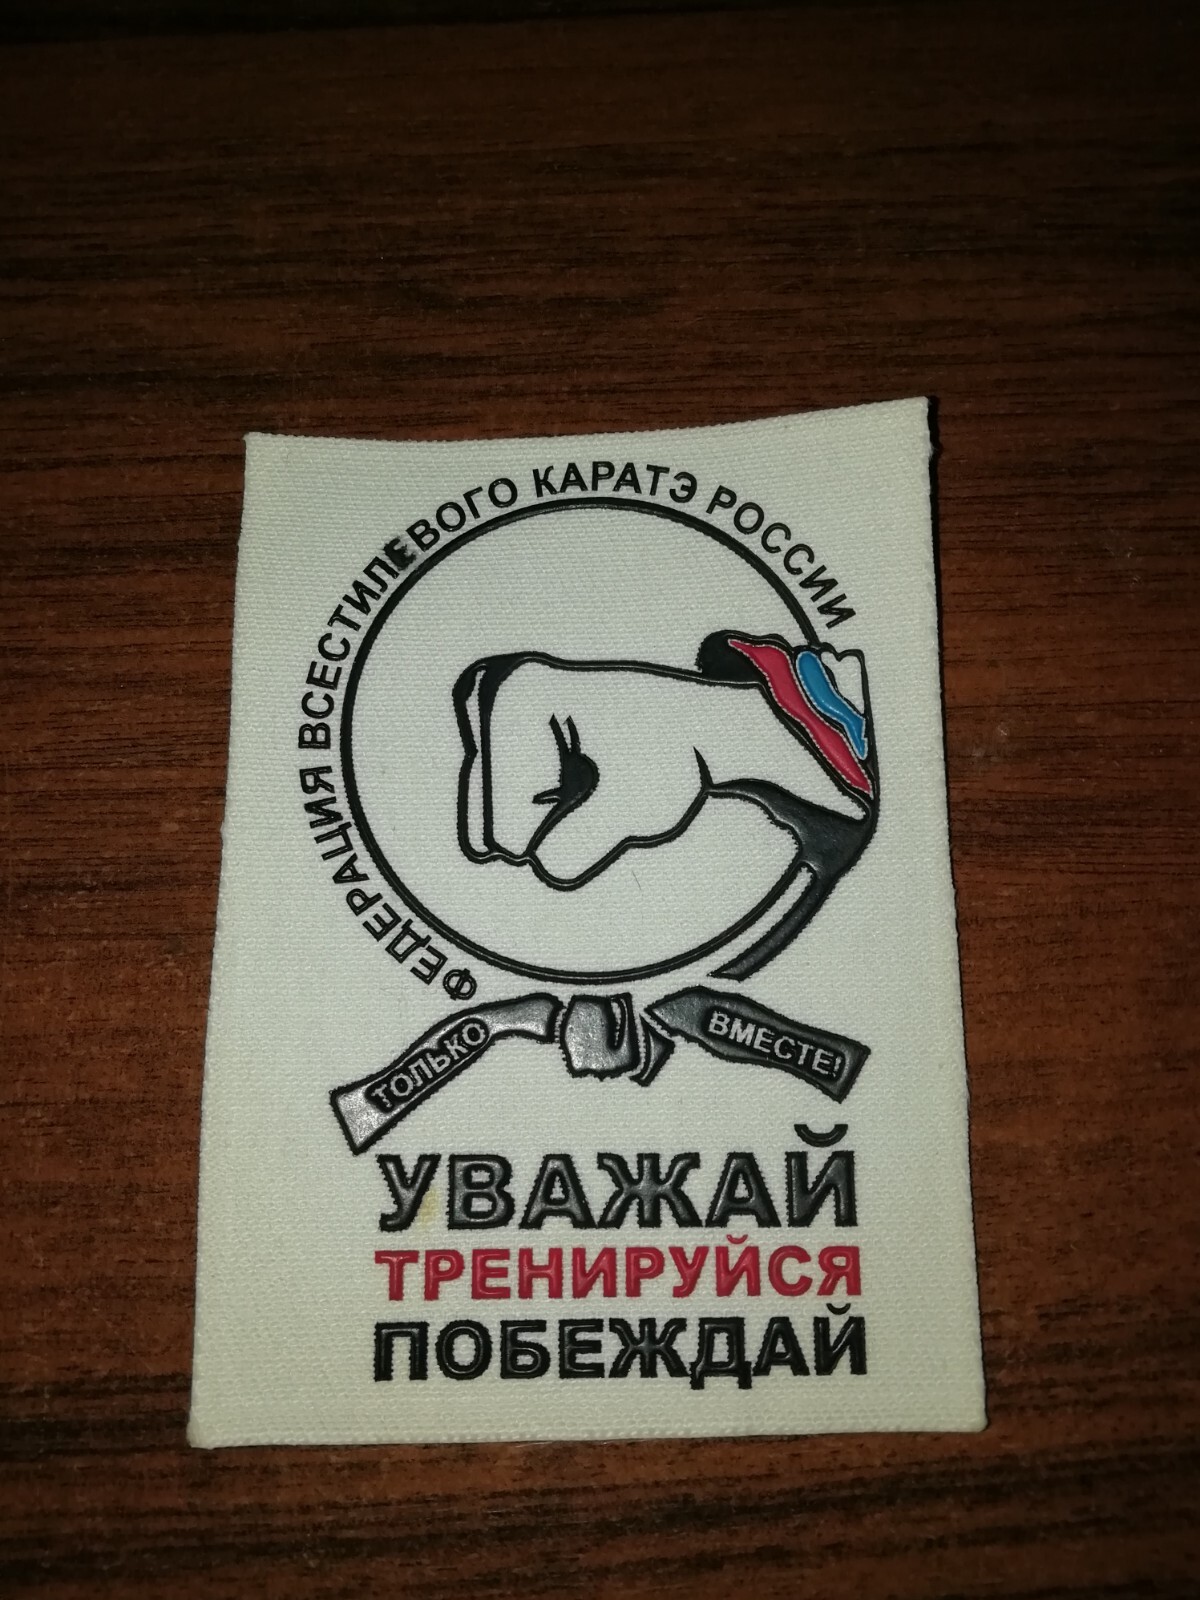 ФЕДЕРАЦИЯ ВСЕСТИЛЕВОГО КАРАТЭ РОССИИ
ТОЛЬКО
ВМЕСТЕ!
УВАЖАЙ
ТРЕНИРУЙСЯ
ПОБЕЖДАЙ